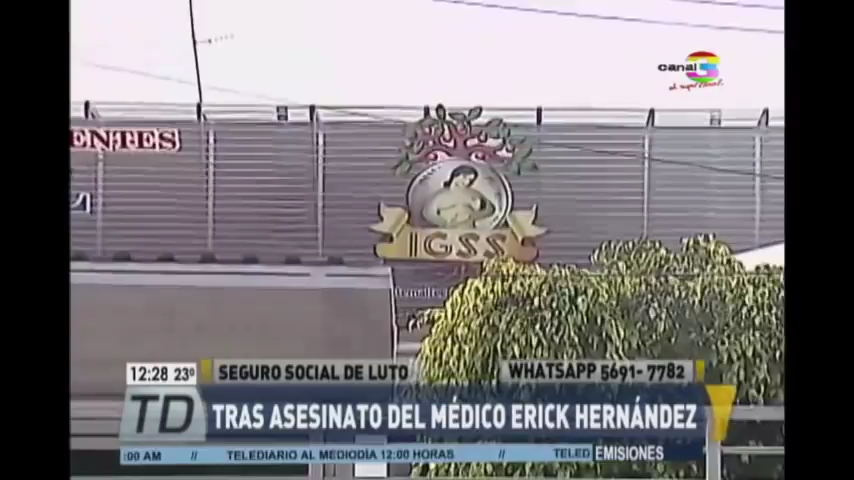 canal 3
ENTES
IGSS
12:28 23º
SEGURO SOCIAL DE LUTO
WHATSAPP 5691-7782
TD
TRAS ASESINATO DEL MÉDICO ERICK HERNÁNDEZ
:00 AM // TELEDIARIO AL MEDIODÍA 12:00 HORAS // TELED
EMISIONES